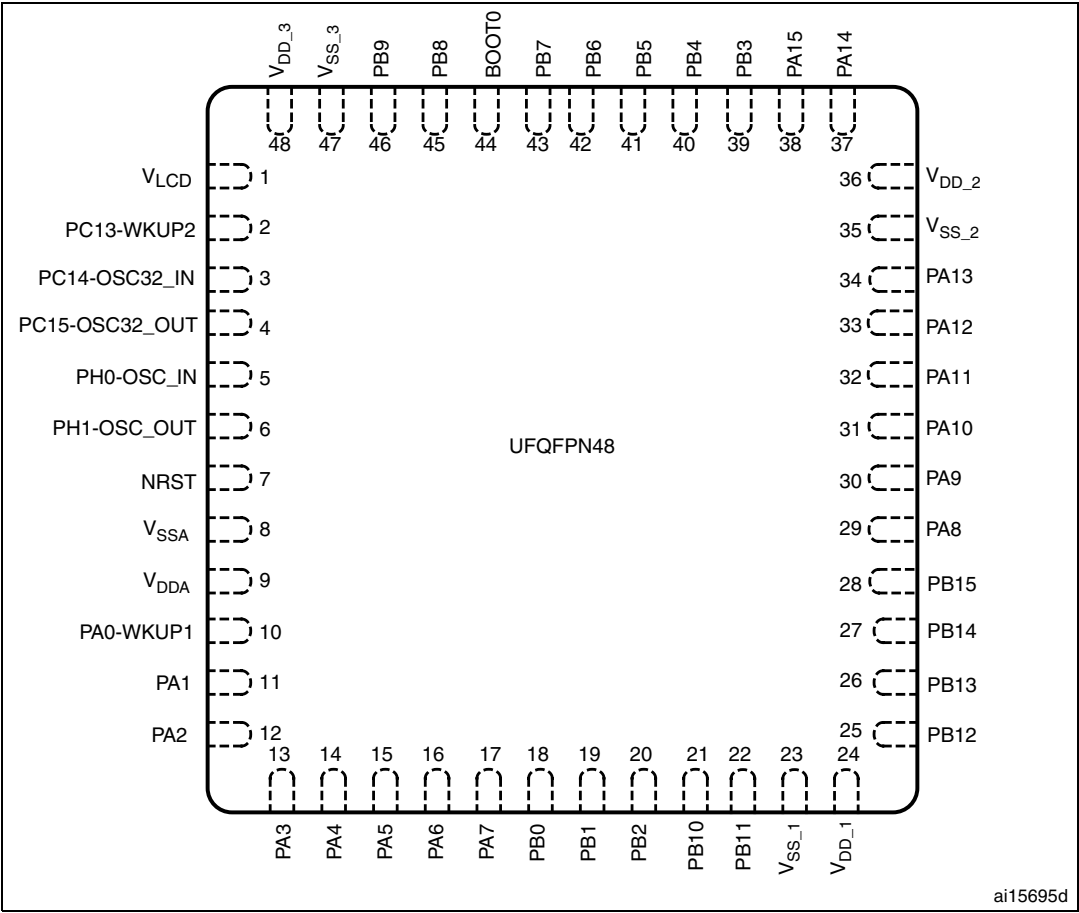 V_DD_3 V_SS_3 PB9 PB8 BOOT0 PB7 PB6 PB5 PB4 PB3 PA15 PA14
48 47 46 45 44 43 42 41 40 39 38 37
VLCD 1 36 VDD_2
PC13-WKUP2 2 35 VSS_2
PC14-OSC32_IN 3 34 PA13
PC15-OSC32_OUT 4 33 PA12
PH0-OSC_IN 5 32 PA11
PH1-OSC_OUT 6 31 PA10
UFQFPN48
NRST 7 30 PA9
VSSA 8 29 PA8
VDDA 9 28 PB15
PA0-WKUP1 10 27 PB14
PA1 11 26 PB13
PA2 12 25 PB12
13 14 15 16 17 18 19 20 21 22 23 24
PA3 PA4 PA5 PA6 PA7 PB0 PB1 PB2 PB10 PB11 VSS_1 VDD_1
ai15695d